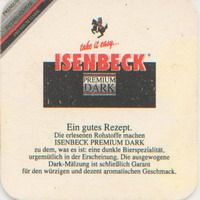 take it easy...
ISENBECK
PREMIUM
DARK
Ein gutes Rezept.
Die erlesenen Rohstoffe machen
ISENBECK PREMIUM DARK
zu dem, was es ist: eine dunkle Bierspezialität,
urgemütlich in der Erscheinung. Die ausgewogene
Dark-Mälzung ist schließlich Garant
für den würzigen und dezent aromatischen Geschmack.